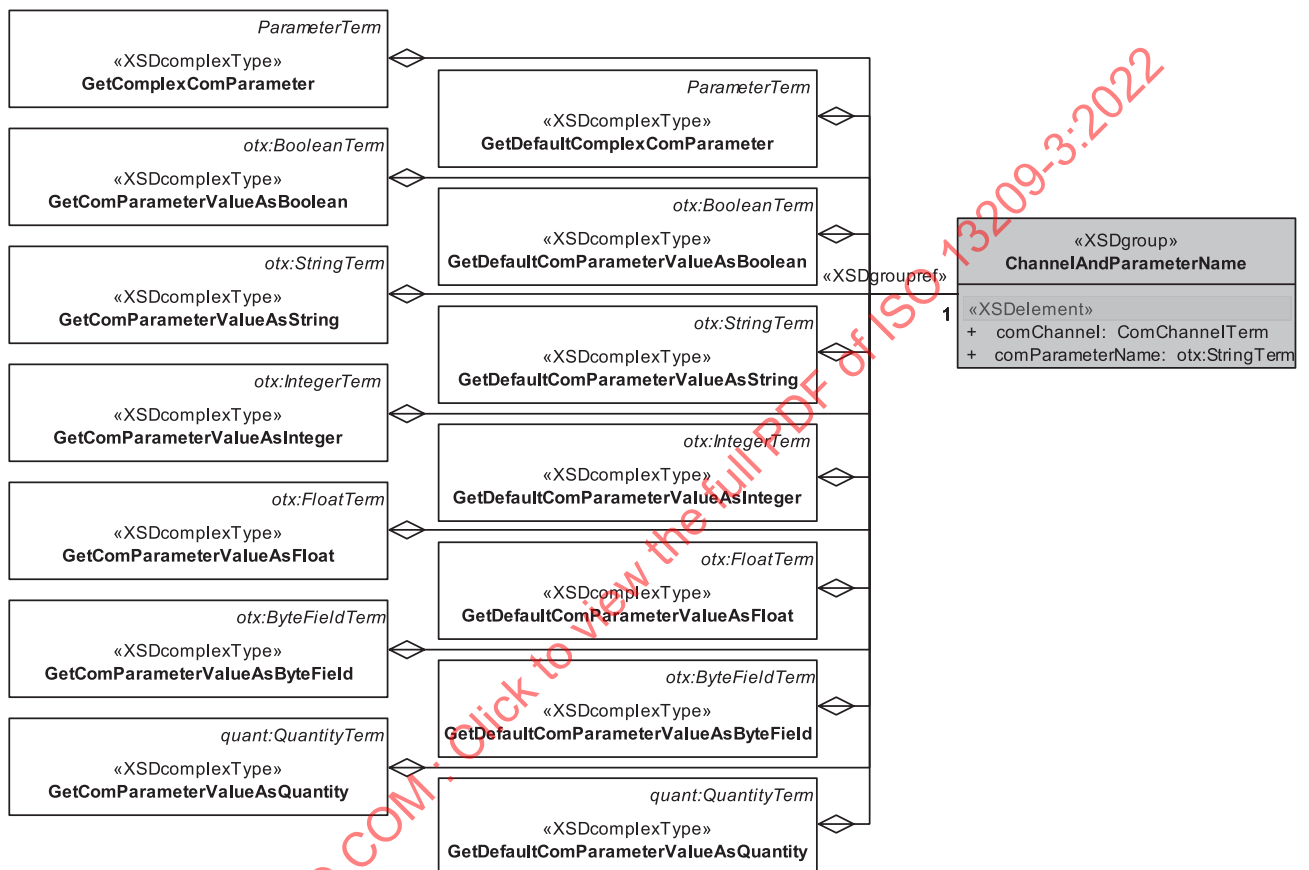 ParameterTerm
«XSDcomplexType»
GetComplexComParameter
ParameterTerm
«XSDcomplexType»
GetDefaultComplexComParameter
otx:BooleanTerm
«XSDcomplexType»
GetComParameterValueAsBoolean
otx:BooleanTerm
«XSDcomplexType»
GetDefaultComParameterValueAsBoolean
otx:StringTerm
«XSDcomplexType»
GetComParameterValueAsString
otx:StringTerm
«XSDcomplexType»
GetDefaultComParameterValueAsString
otx:IntegerTerm
«XSDcomplexType»
GetComParameterValueAsInteger
otx:IntegerTerm
«XSDcomplexType»
GetDefaultComParameterValueAsInteger
otx:FloatTerm
«XSDcomplexType»
GetComParameterValueAsFloat
otx:FloatTerm
«XSDcomplexType»
GetDefaultComParameterValueAsFloat
otx:ByteFieldTerm
«XSDcomplexType»
GetComParameterValueAsByteField
otx:ByteFieldTerm
«XSDcomplexType»
GetDefaultComParameterValueAsByteField
quant:QuantityTerm
«XSDcomplexType»
GetComParameterValueAsQuantity
quant:QuantityTerm
«XSDcomplexType»
GetDefaultComParameterValueAsQuantity
«XSDgroupref»
1
«XSDgroup»
ChannelAndParameterName
«XSDelement»
+ comChannel: ComChannelTerm
+ comParameterName: otx:StringTerm
COM : Click to view the full PDF of ISO 13209-3:2022